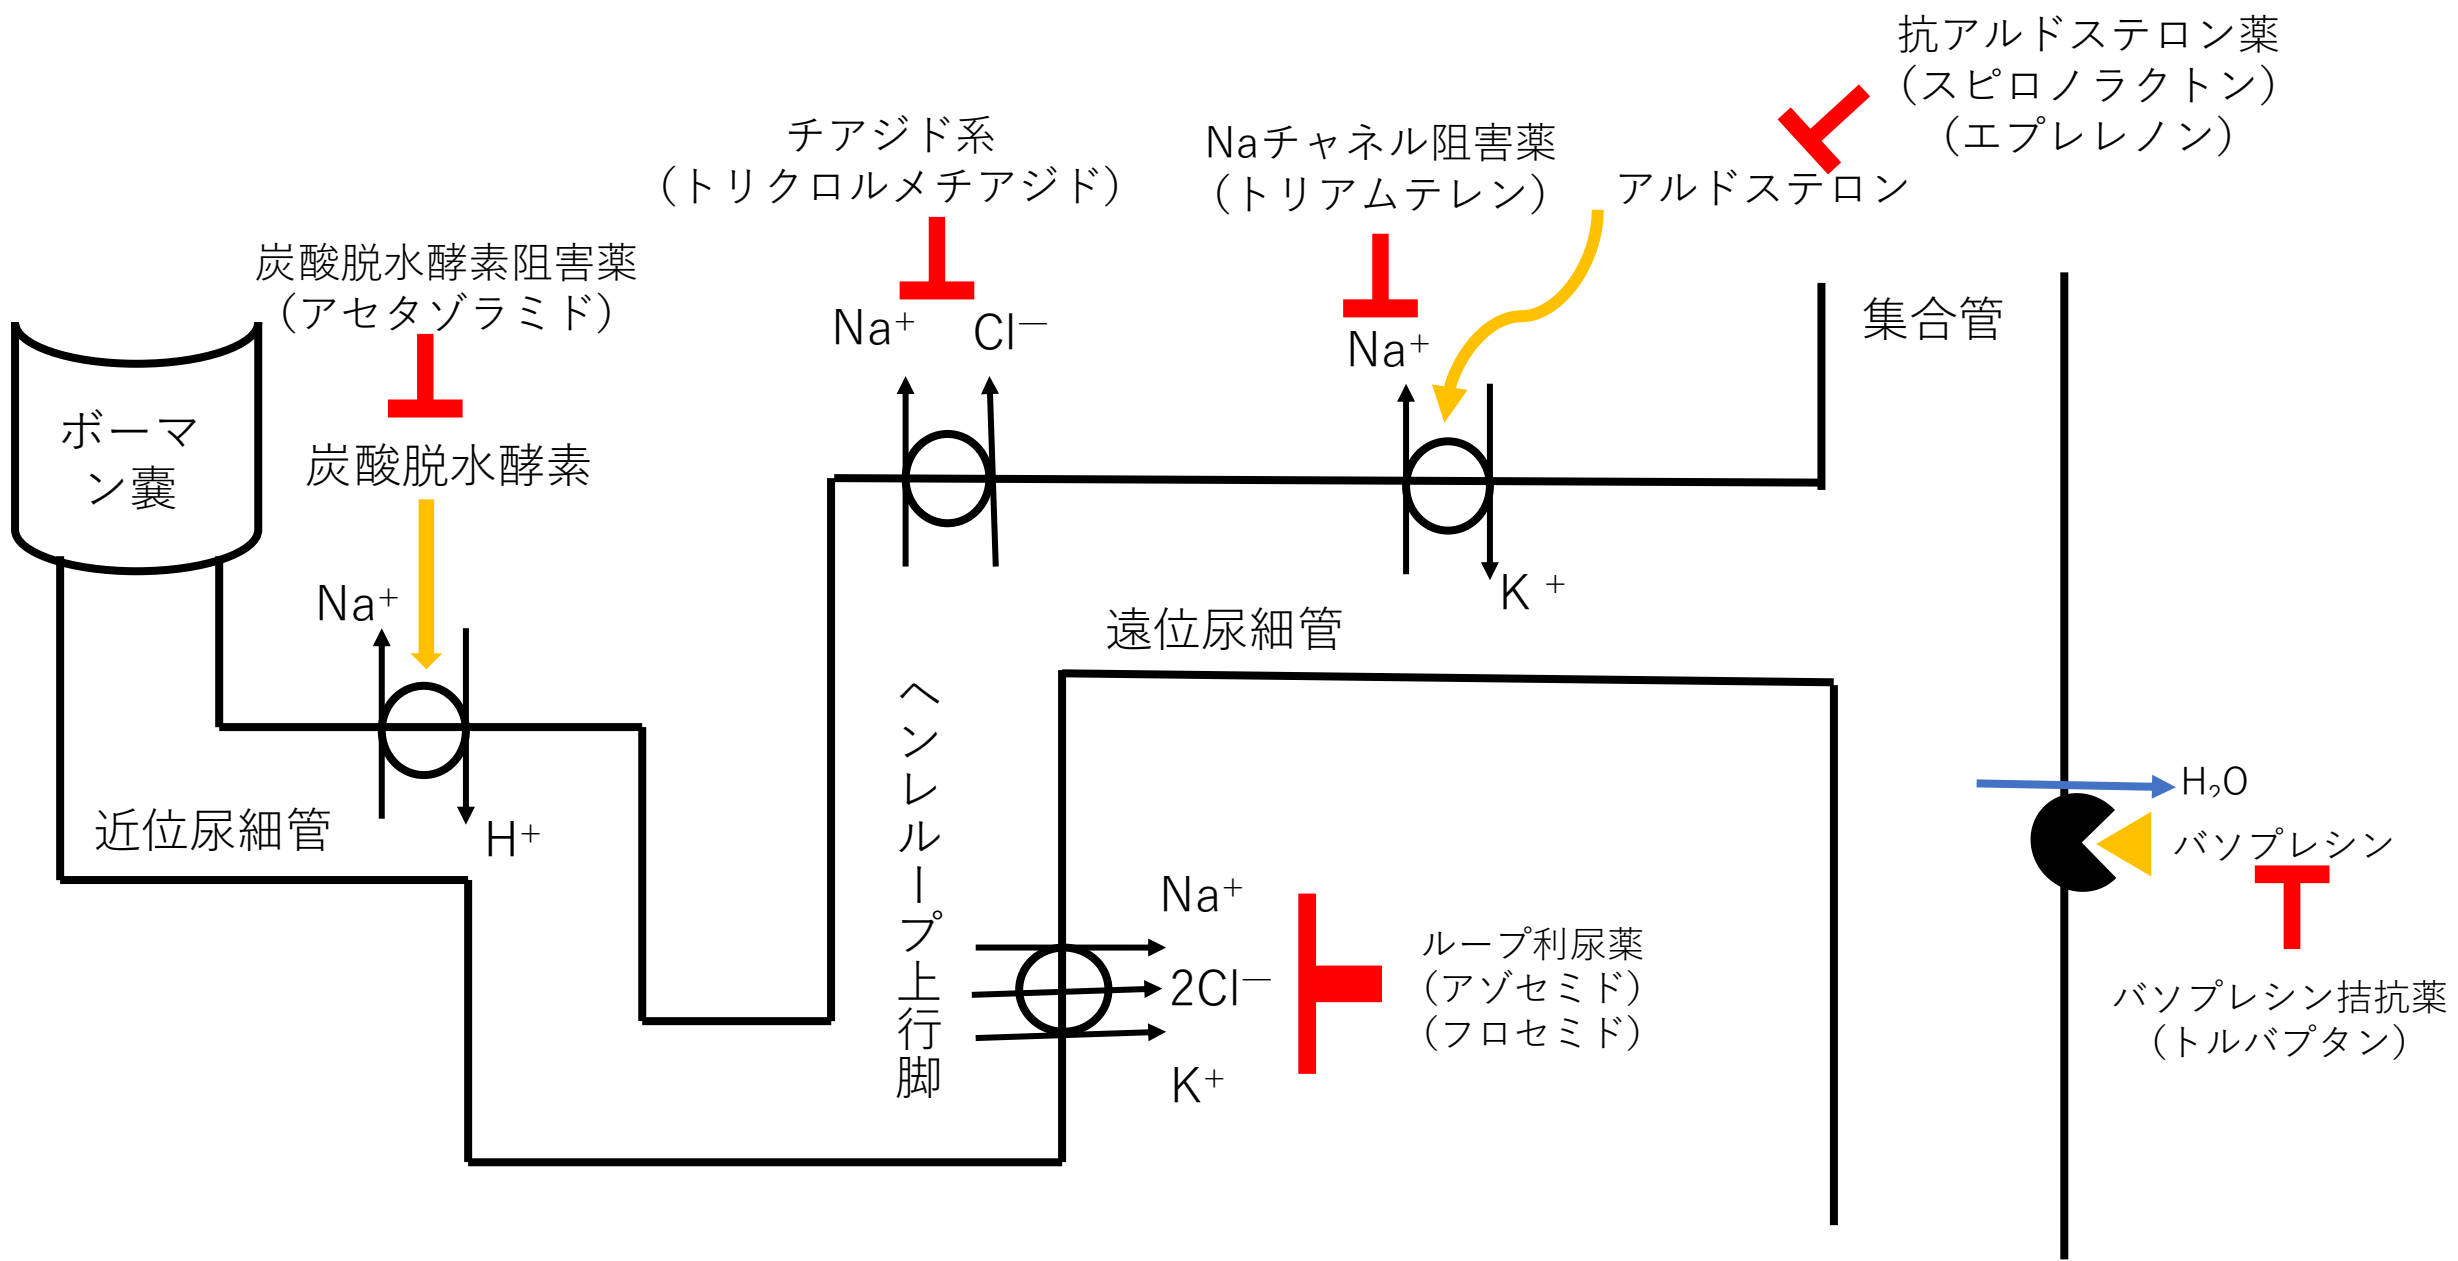 抗アルドステロン薬
(スピロノラクトン)
(エプレレノン)
チアジド系
(トリクロルメチアジド)
Naチャネル阻害薬
(トリアムテレン)
アルドステロン
炭酸脱水酵素阻害薬
(アセタゾラミド)
Na⁺
Cl⁻
Na⁺
集合管
ボーマ
ン嚢
炭酸脱水酵素
Na⁺
K ⁺
遠位尿細管
近位尿細管
H⁺
ヘンレループ上行脚
H₂O
バソプレシン
Na⁺
2Cl⁻
K⁺
ループ利尿薬
(アゾセミド)
(フロセミド)
バソプレシン拮抗薬
(トルバプタン)